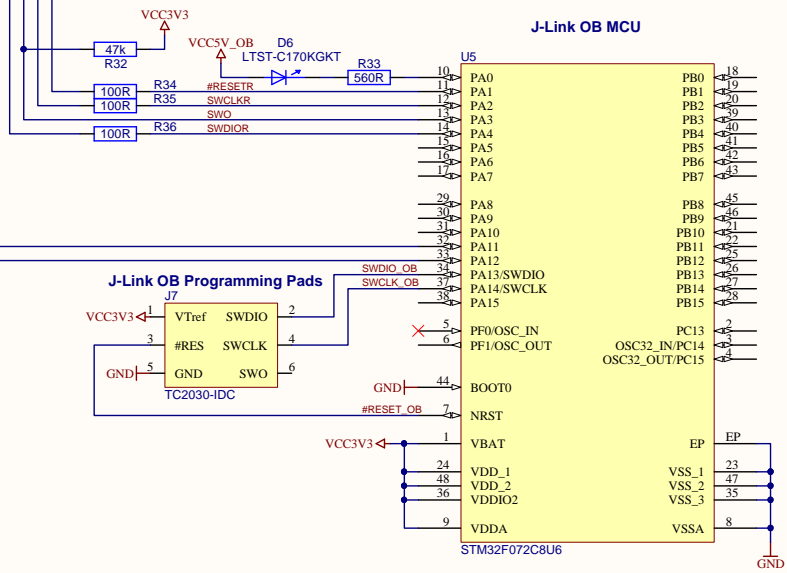 J-Link OB MCU
VCC3V3
47k
R32
VCC5V_OB
D6
LTST-C170KGKT
R33
560R
R34
100R
#RESETR
R35
100R
SWCLKR
SWO
R36
100R
SWDIOR
U5
10 PA0 PB0 18
11 PA1 PB1 19
12 PA2 PB2 20
13 PA3 PB3 39
14 PA4 PB4 40
15 PA5 PB5 41
16 PA6 PB6 42
17 PA7 PB7 43
29 PA8 PB8 45
30 PA9 PB9 46
31 PA10 PB10 21
32 PA11 PB11 22
33 PA12 PB12 25
SWDIO_OB 34 PA13/SWDIO PB13 26
SWCLK_OB 37 PA14/SWCLK PB14 27
38 PA15 PB15 28
5 PF0/OSC_IN PC13 2
6 PF1/OSC_OUT OSC32_IN/PC14 3
OSC32_OUT/PC15 4
GND 44 BOOT0
#RESET_OB 7 NRST
VCC3V3 1 VBAT EP EP
24 VDD_1 VSS_1 23
48 VDD_2 VSS_2 47
36 VDDIO2 VSS_3 35
9 VDDA VSSA 8
STM32F072C8U6
GND
J-Link OB Programming Pads
J7
VCC3V3 1 VTref SWDIO 2
3 #RES SWCLK 4
GND 5 GND SWO 6
TC2030-IDC